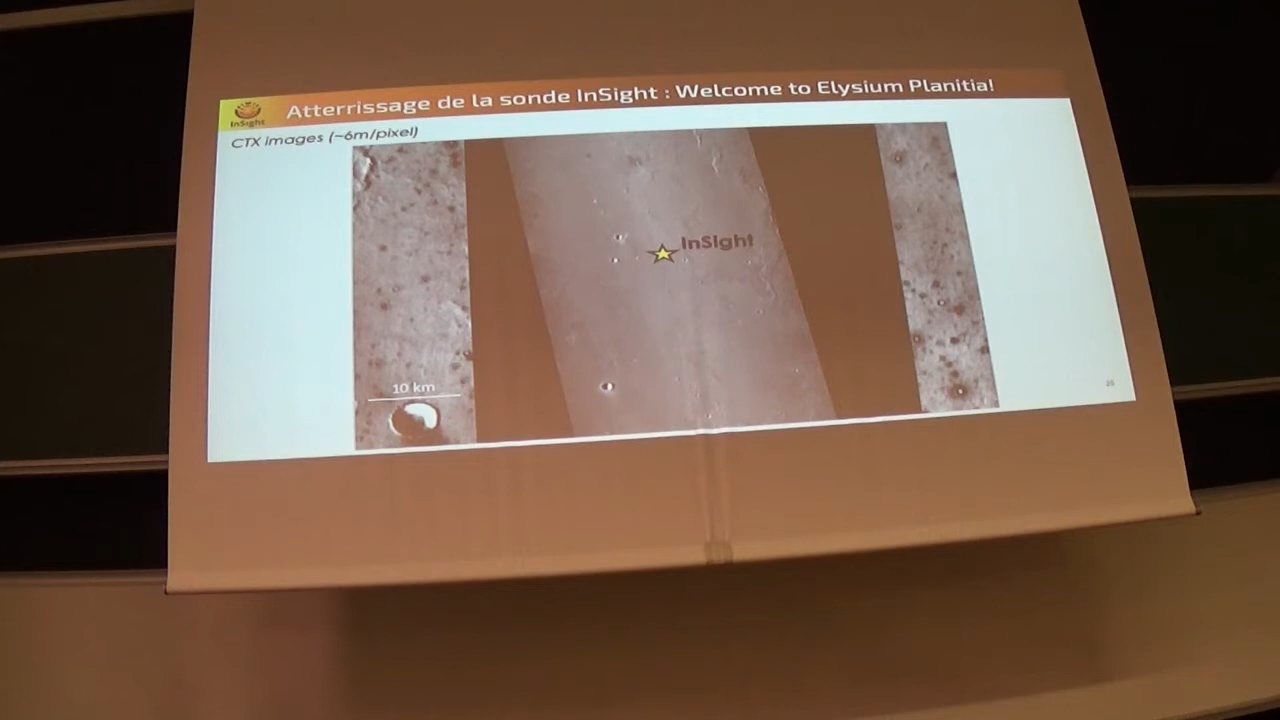 Atterrissage de la sonde InSight : Welcome to Elysium Planitia!
InSight
CTX images (~6m/pixel)
InSight
10 km